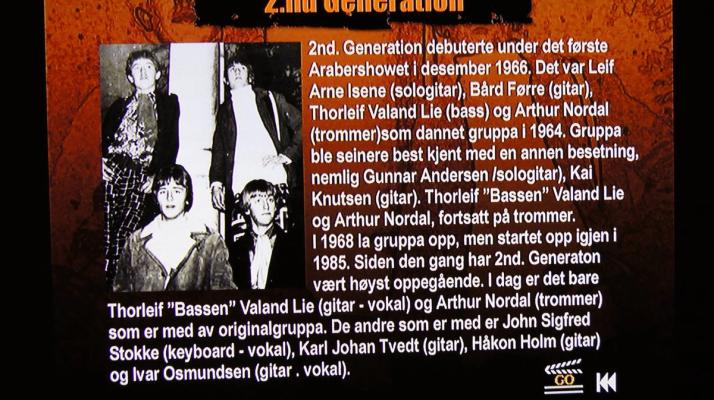 2.nd Generation
2nd. Generation debuterte under det første
Arabershowet i desember 1966. Det var Leif
Arne Isene (sologitar), Bård Førre (gitar),
Thorleif Valand Lie (bass) og Arthur Nordal
(trommer)som dannet gruppa i 1964. Gruppa
ble seinere best kjent med en annen besetning,
nemlig Gunnar Andersen /sologitar), Kai
Knutsen (gitar). Thorleif "Bassen" Valand Lie
og Arthur Nordal, fortsatt på trommer.
I 1968 la gruppa opp, men startet opp igjen i
1985. Siden den gang har 2nd. Generaton
vært høyst oppegående. I dag er det bare
Thorleif "Bassen" Valand Lie (gitar - vokal) og Arthur Nordal (trommer)
som er med av originalgruppa. De andre som er med er John Sigfred
Stokke (keyboard - vokal), Karl Johan Tvedt (gitar), Håkon Holm (gitar)
og Ivar Osmundsen (gitar . vokal).
GO